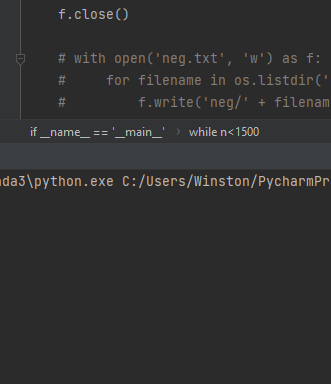 f.close()
# with open('neg.txt', 'w') as f:
# for filename in os.listdir('
# f.write('neg/' + filenam
if __name__ == '__main__' › while n<1500
da3\python.exe C:/Users/Winston/PycharmPr